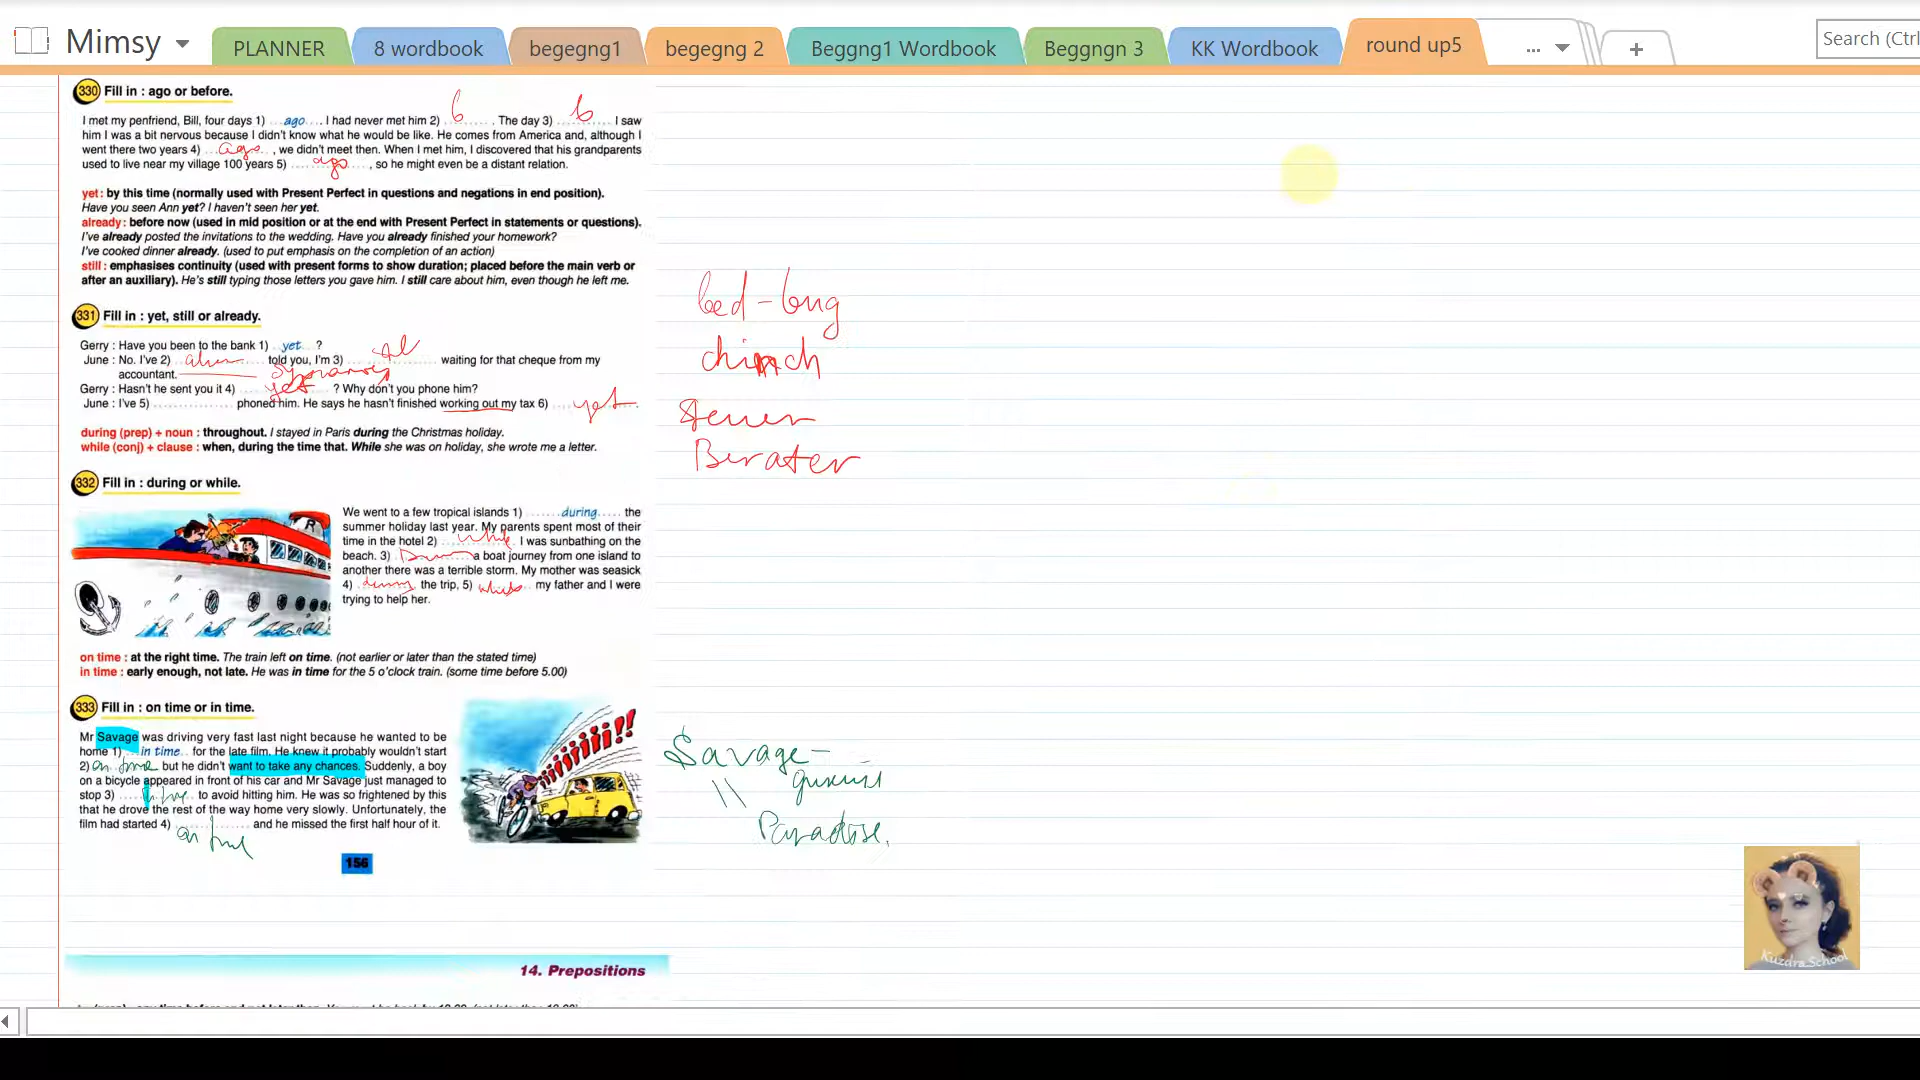 Mimsy
PLANNER
8 wordbook
begegng1
begegng 2
Beggng1 Wordbook
Beggngn 3
KK Wordbook
round up5
...
+
Search (Ctrl
330 Fill in : ago or before.
I met my penfriend, Bill, four days 1) ....ago.... . I had never met him 2) b ........ . The day 3) b .......... I saw
him I was a bit nervous because I didn't know what he would be like. He comes from America and, although I
went there two years 4) ago , we didn't meet then. When I met him, I discovered that his grandparents
used to live near my village 100 years 5) ago , so he might even be a distant relation.
yet : by this time (normally used with Present Perfect in questions and negations in end position).
Have you seen Ann yet? I haven't seen her yet.
already : before now (used in mid position or at the end with Present Perfect in statements or questions).
I've already posted the invitations to the wedding. Have you already finished your homework?
I've cooked dinner already. (used to put emphasis on the completion of an action)
still : emphasises continuity (used with present forms to show duration; placed before the main verb or
after an auxiliary). He's still typing those letters you gave him. I still care about him, even though he left me.
331 Fill in : yet, still or already.
Gerry : Have you been to the bank 1) ...yet... ?
June : No. I've 2) told you, I'm 3) waiting for that cheque from my
accountant.
Gerry : Hasn't he sent you it 4) yet ? Why don't you phone him?
June : I've 5) .................. phoned him. He says he hasn't finished working out my tax 6) yet .
during (prep) + noun : throughout. I stayed in Paris during the Christmas holiday.
while (conj) + clause : when, during the time that. While she was on holiday, she wrote me a letter.
332 Fill in : during or while.
R
We went to a few tropical islands 1) .......during..... the
summer holiday last year. My parents spent most of their
time in the hotel 2) while I was sunbathing on the
beach. 3) a boat journey from one island to
another there was a terrible storm. My mother was seasick
4) during the trip, 5) while my father and I were
trying to help her.
on time : at the right time. The train left on time. (not earlier or later than the stated time)
in time : early enough, not late. He was in time for the 5 o'clock train. (some time before 5.00)
333 Fill in : on time or in time.
Mr Savage was driving very fast last night because he wanted to be
home 1) ...in time... for the late film. He knew it probably wouldn't start
2) on time but he didn't want to take any chances. Suddenly, a boy
on a bicycle appeared in front of his car and Mr Savage just managed to
stop 3) in time to avoid hitting him. He was so frightened by this
that he drove the rest of the way home very slowly. Unfortunately, the
film had started 4) on time and he missed the first half hour of it.
156
bed-bug
chinch
Steuer
Berater
Savage -
Paradise.
Kuzdra School
14. Prepositions